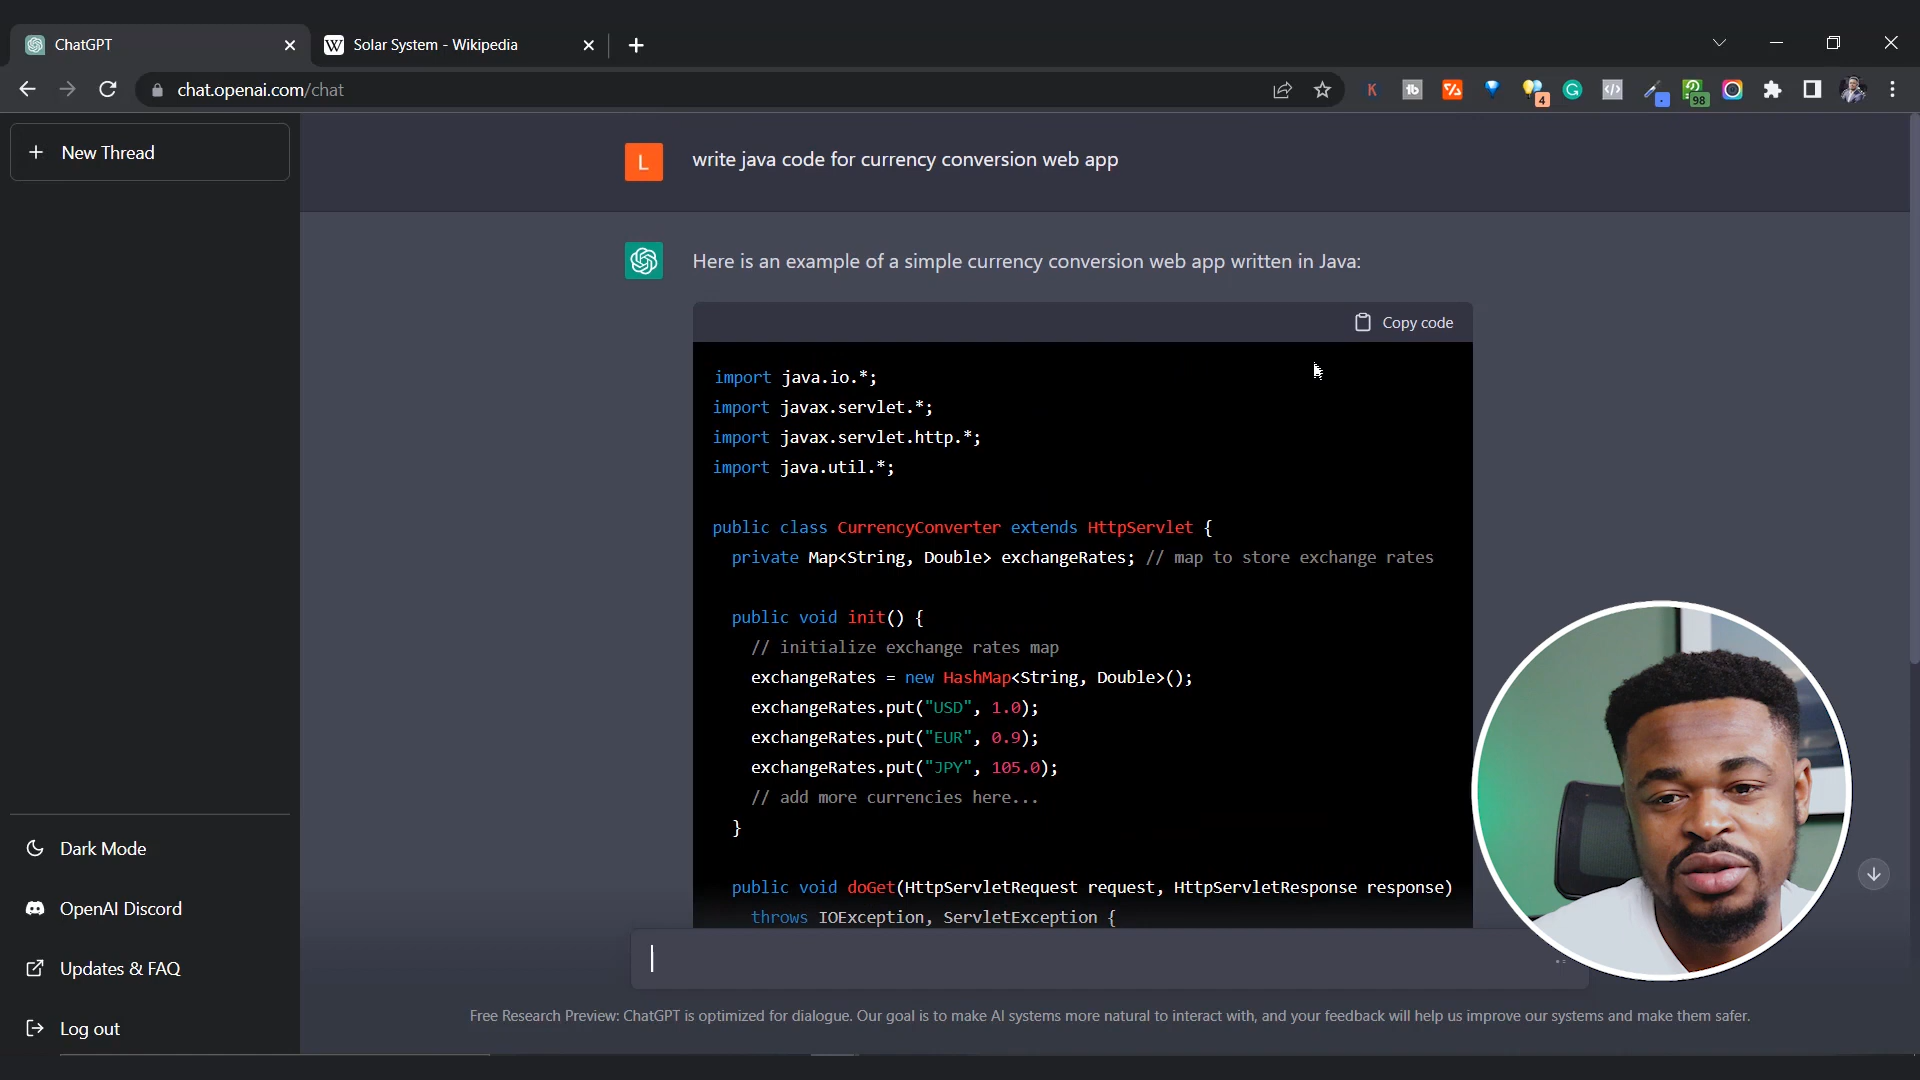 ChatGPT
Solar System - Wikipedia
chat.openai.com/chat
4
98
New Thread
L
write java code for currency conversion web app
Here is an example of a simple currency conversion web app written in Java:
Copy code
import java.io.*;
import javax.servlet.*;
import javax.servlet.http.*;
import java.util.*;
public class CurrencyConverter extends HttpServlet {
private Map<String, Double> exchangeRates; // map to store exchange rates
public void init() {
// initialize exchange rates map
exchangeRates = new HashMap<String, Double>();
exchangeRates.put("USD", 1.0);
exchangeRates.put("EUR", 0.9);
exchangeRates.put("JPY", 105.0);
// add more currencies here...
}
public void doGet(HttpServletRequest request, HttpServletResponse response)
throws IOException, ServletException {
Dark Mode
OpenAI Discord
Updates & FAQ
Log out
Free Research Preview: ChatGPT is optimized for dialogue. Our goal is to make AI systems more natural to interact with, and your feedback will help us improve our systems and make them safer.